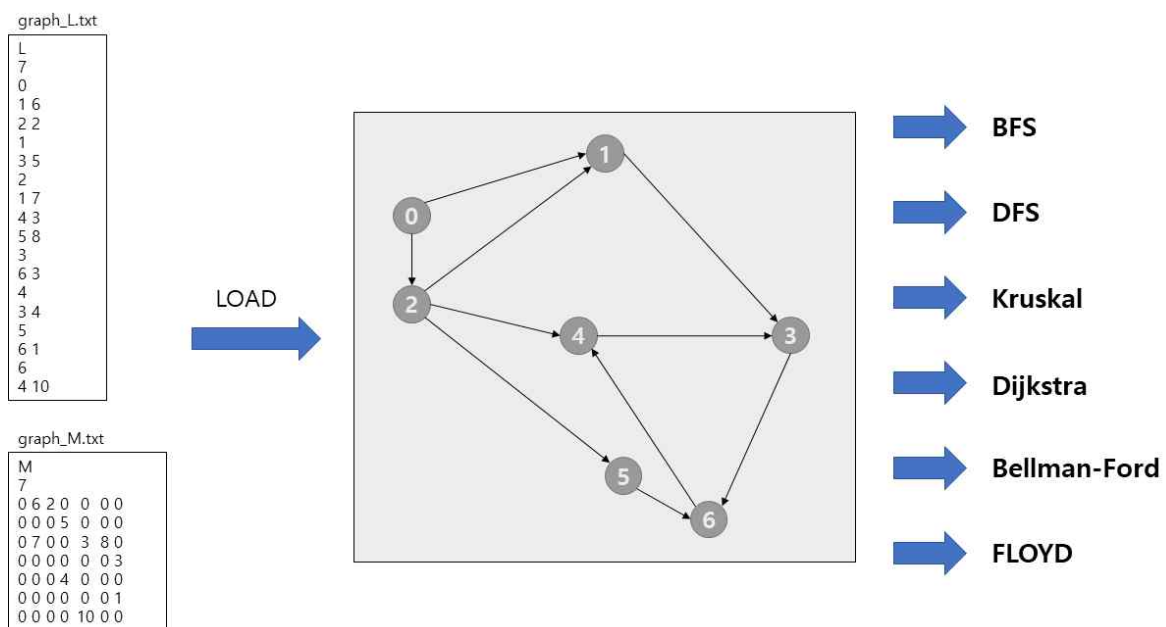 graph_L.txt
L
7
0
1 6
2 2
1
3 5
2
1 7
4 3
5 8
3
6 3
4
3 4
5
6 1
6
4 10
graph_M.txt
M
7
0 6 2 0 0 0 0
0 0 0 5 0 0 0
0 7 0 0 3 8 0
0 0 0 0 0 0 3
0 0 0 4 0 0 0
0 0 0 0 0 0 1
0 0 0 0 10 0 0
LOAD
1
0
2
4
3
5
6
BFS
DFS
Kruskal
Dijkstra
Bellman-Ford
FLOYD